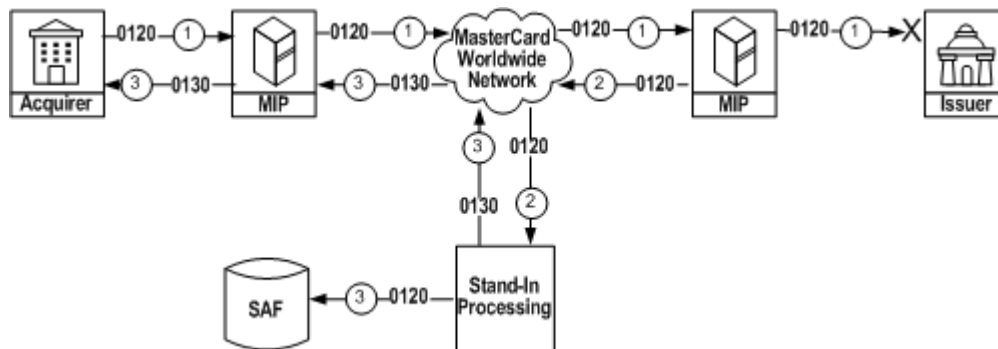 0120 1 0120 1 MasterCard Worldwide Network 0120 1 0120 1 X
3 0130 3 0130 2 0120
Acquirer MIP MIP Issuer
3 0120
0130 2
SAF 3 0120 Stand-In Processing